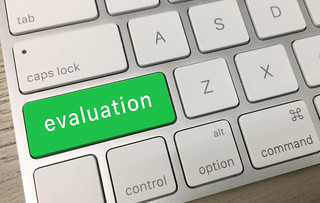 tab
A
S
D
caps lock
evaluation
Z
X
control
alt
option
⌘
command